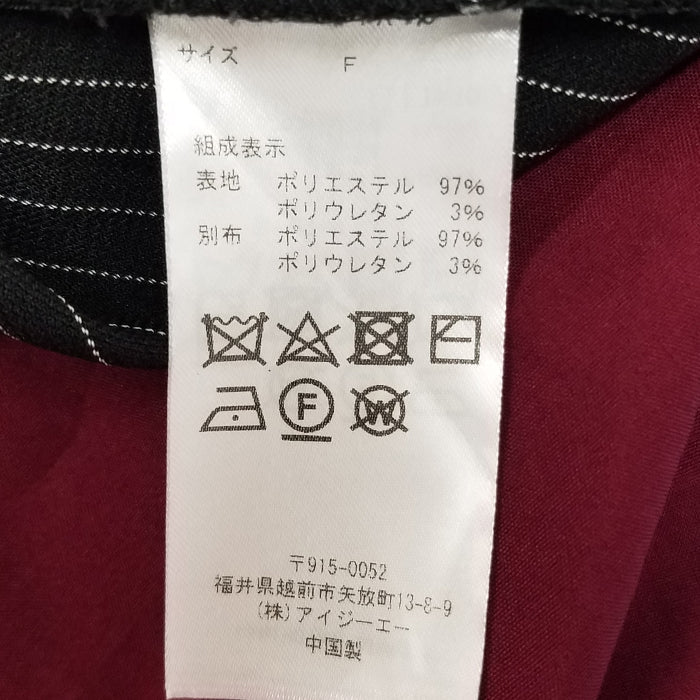 サイズ F
組成表示
表地 ポリエステル 97%
ポリウレタン 3%
別布 ポリエステル 97%
ポリウレタン 3%
F
W
〒915-0052
福井県越前市矢放町13-8-9
(株)アイジーエー
中国製